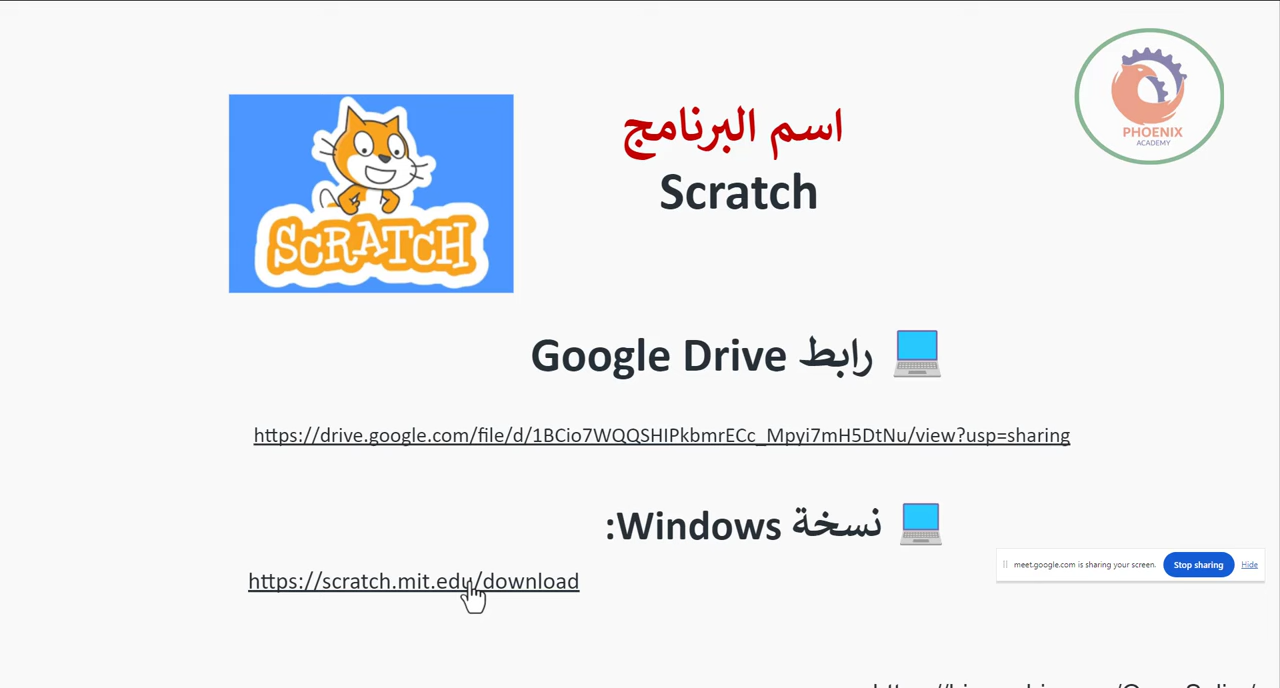 PHOENIX
ACADEMY
اسم البرنامج
Scratch
SCRATCH
رابط Google Drive
https://drive.google.com/file/d/1BCio7WQQSHIPkbmrECc_Mpyi7mH5DtNu/view?usp=sharing
نسخة Windows:
meet.google.com is sharing your screen. Stop sharing Hide
https://scratch.mit.edu/download